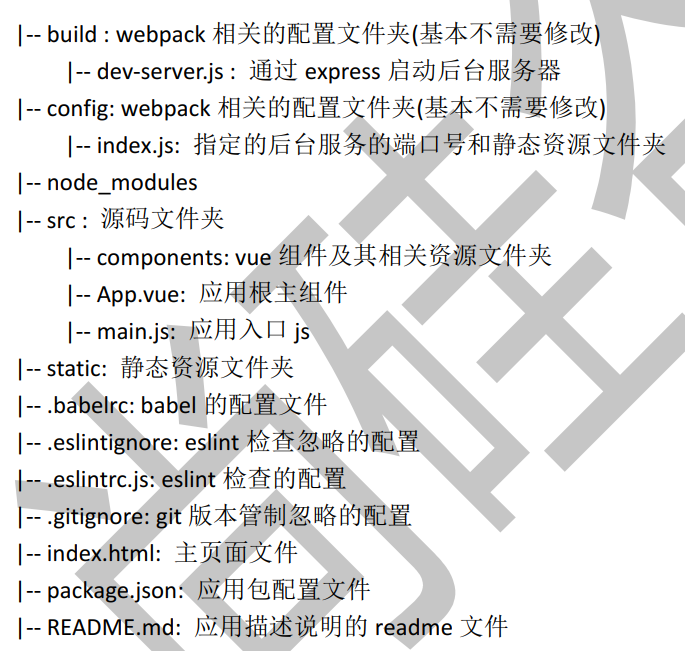 |-- build : webpack 相关的配置文件夹(基本不需要修改)
|-- dev-server.js : 通过 express 启动后台服务器
|-- config: webpack 相关的配置文件夹(基本不需要修改)
|-- index.js: 指定的后台服务的端口号和静态资源文件夹
|-- node_modules
|-- src : 源码文件夹
|-- components: vue 组件及其相关资源文件夹
|-- App.vue: 应用根主组件
|-- main.js: 应用入口 js
|-- static: 静态资源文件夹
|-- .babelrc: babel 的配置文件
|-- .eslintignore: eslint 检查忽略的配置
|-- .eslintrc.js: eslint 检查的配置
|-- .gitignore: git 版本管制忽略的配置
|-- index.html: 主页面文件
|-- package.json: 应用包配置文件
|-- README.md: 应用描述说明的 readme 文件
尚硅谷